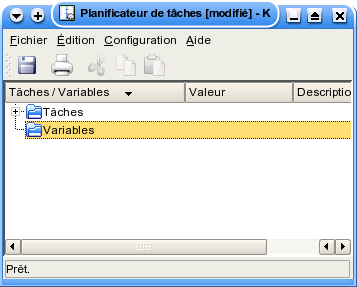 Planificateur de tâches [modifié] - K
Fichier Édition Configuration Aide
Tâches / Variables Valeur Descriptio
Tâches
Variables
Prêt.